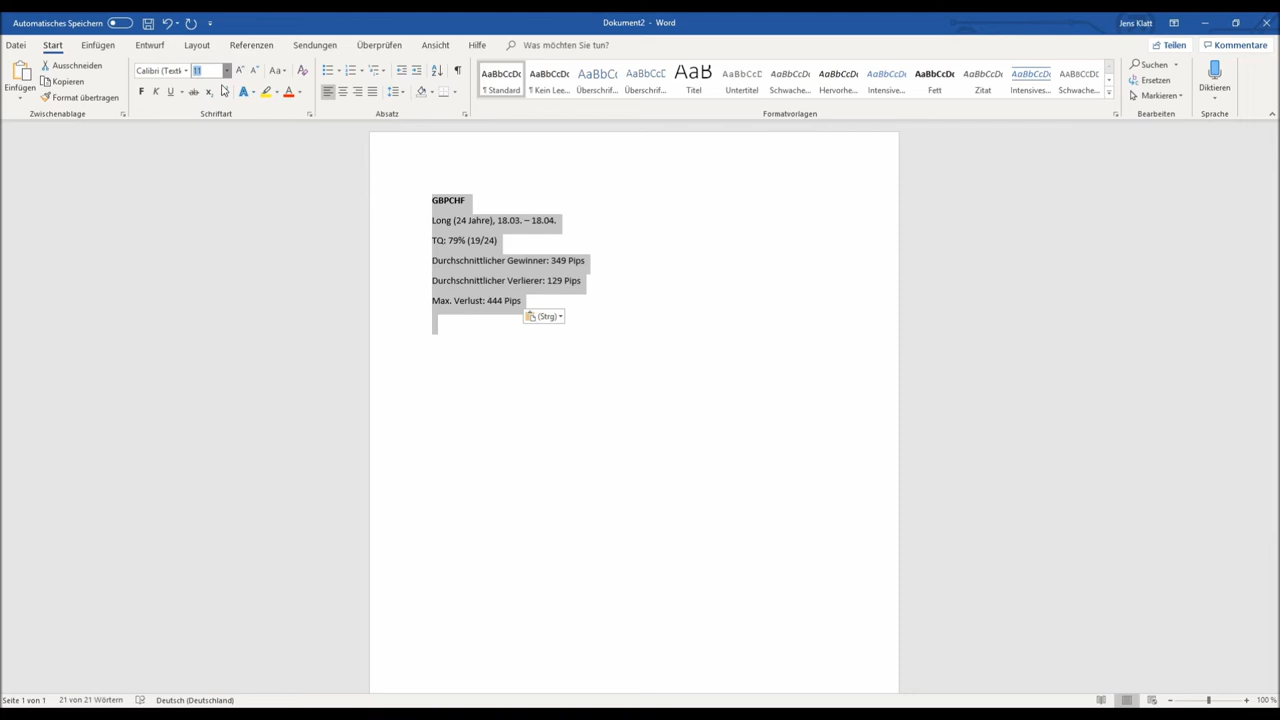 Automatisches Speichern
Dokument2 - Word
Jens Klatt
Datei Start Einfügen Entwurf Layout Referenzen Sendungen Überprüfen Ansicht Hilfe Was möchten Sie tun? Teilen Kommentare
Einfügen
Ausschneiden
Kopieren
Format übertragen
Zwischenablage
Calibri (Textk 11
Schriftart
Absatz
AaBbCcDc AaBbCcDc AaBbCc AaBbCcD AaB AaBbCcDc AaBbCcDc AaBbCcDc AaBbCcDc AaBbCcDc AaBbCcDc AaBbCcDc AaBbCcDc
¶ Standard ¶ Kein Lee... Überschrif... Überschrif... Titel Untertitel Schwache... Hervorhe... Intensive... Fett Zitat Intensives... Schwache...
Formatvorlagen
Suchen
Ersetzen
Markieren
Bearbeiten
Diktieren
Sprache
GBPCHF
Long (24 Jahre), 18.03. – 18.04.
TQ: 79% (19/24)
Durchschnittlicher Gewinner: 349 Pips
Durchschnittlicher Verlierer: 129 Pips
Max. Verlust: 444 Pips
(Strg)
Seite 1 von 1 21 von 21 Wörtern Deutsch (Deutschland) 100 %